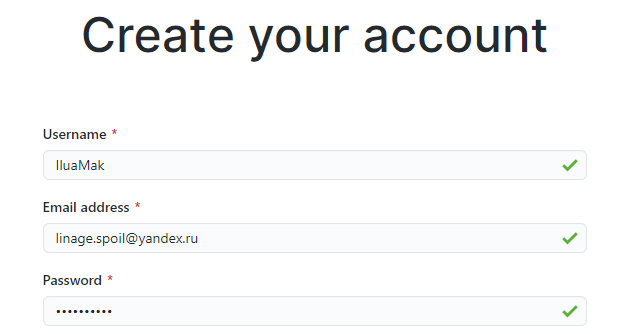 Create your account
Username *
IluaMak
Email address *
linage.spoil@yandex.ru
Password *
••••••••••